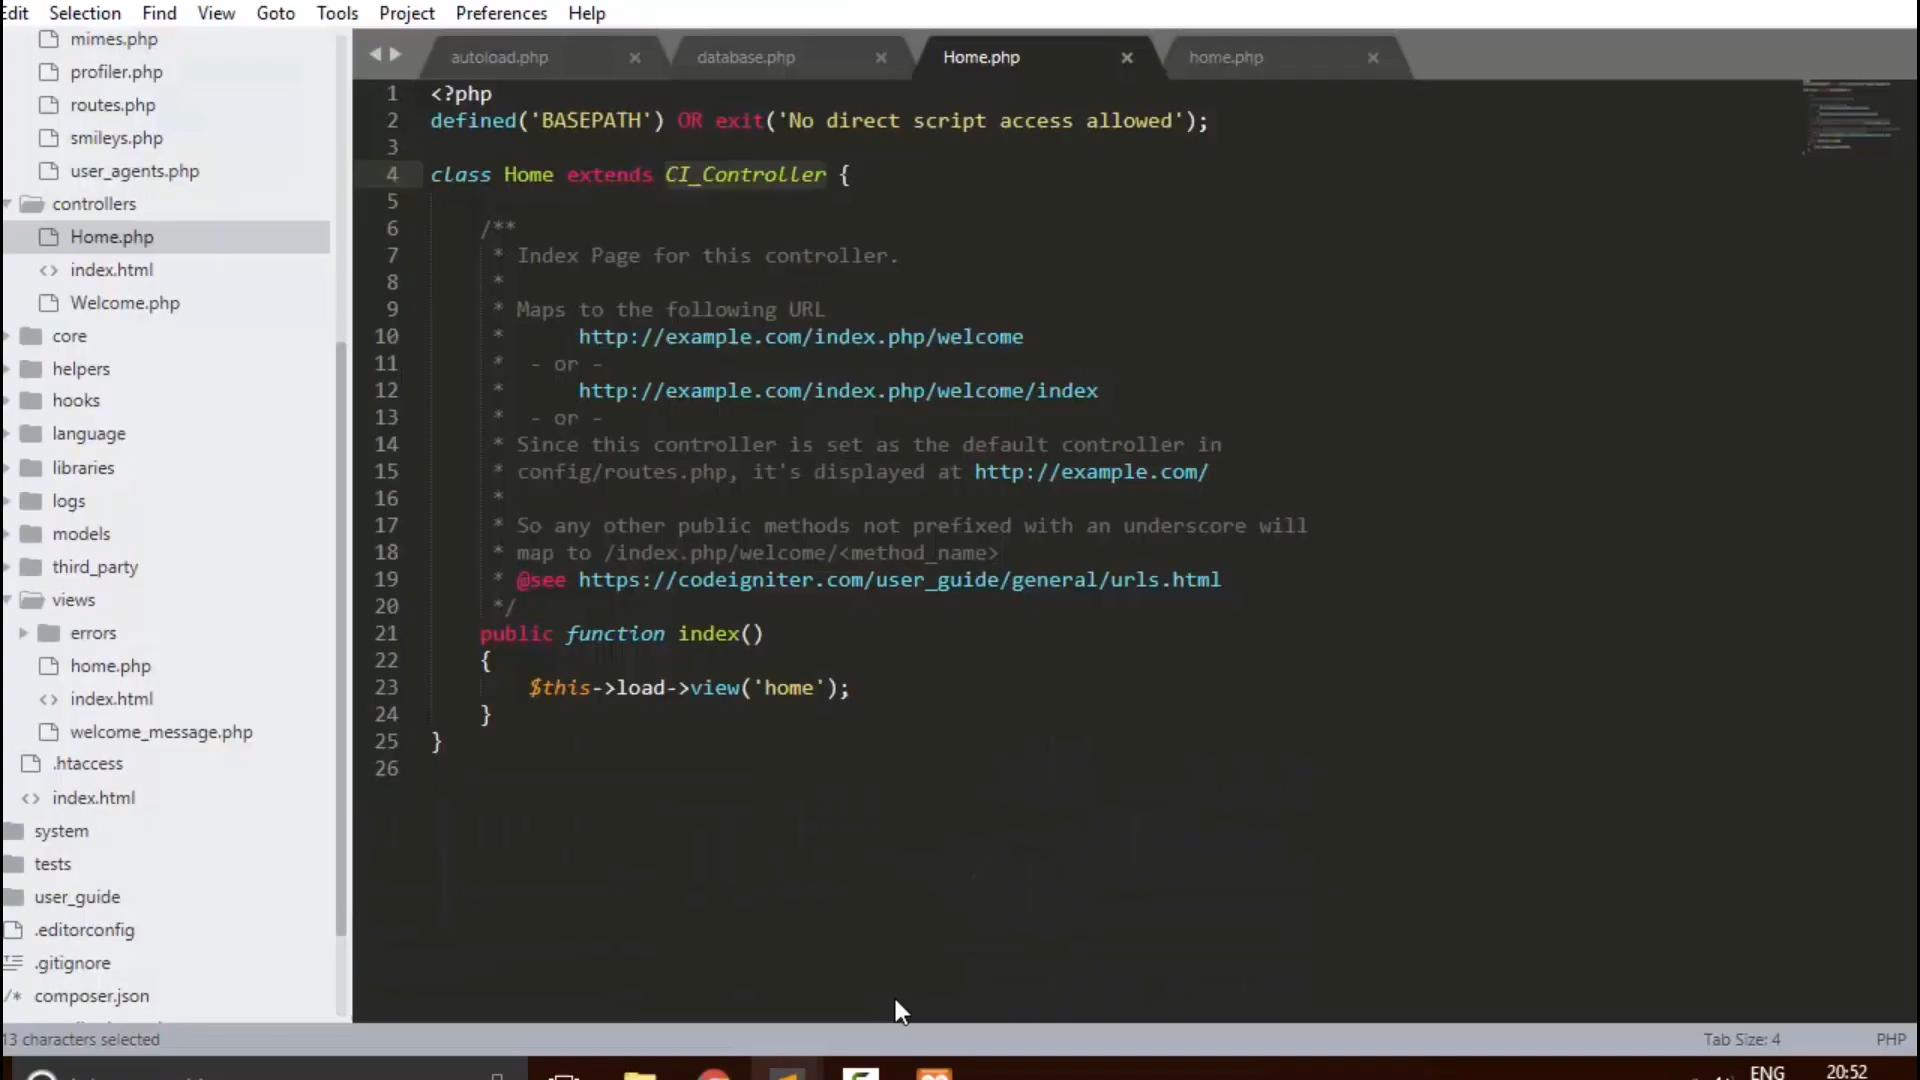 Edit Selection Find View Goto Tools Project Preferences Help
mimes.php
profiler.php
routes.php
smileys.php
user_agents.php
controllers
Home.php
index.html
Welcome.php
core
helpers
hooks
language
libraries
logs
models
third_party
views
errors
home.php
index.html
welcome_message.php
.htaccess
index.html
system
tests
user_guide
.editorconfig
.gitignore
composer.json
autoload.php × database.php × Home.php × home.php ×
1 <?php
2 defined('BASEPATH') OR exit('No direct script access allowed');
3
4 class Home extends CI_Controller {
5
6 /**
7 * Index Page for this controller.
8 *
9 * Maps to the following URL
10 * http://example.com/index.php/welcome
11 * - or -
12 * http://example.com/index.php/welcome/index
13 * - or -
14 * Since this controller is set as the default controller in
15 * config/routes.php, it's displayed at http://example.com/
16 *
17 * So any other public methods not prefixed with an underscore will
18 * map to /index.php/welcome/<method_name>
19 * @see https://codeigniter.com/user_guide/general/urls.html
20 */
21 public function index()
22 {
23 $this->load->view('home');
24 }
25 }
26
13 characters selected Tab Size: 4 PHP
ENG 20:52